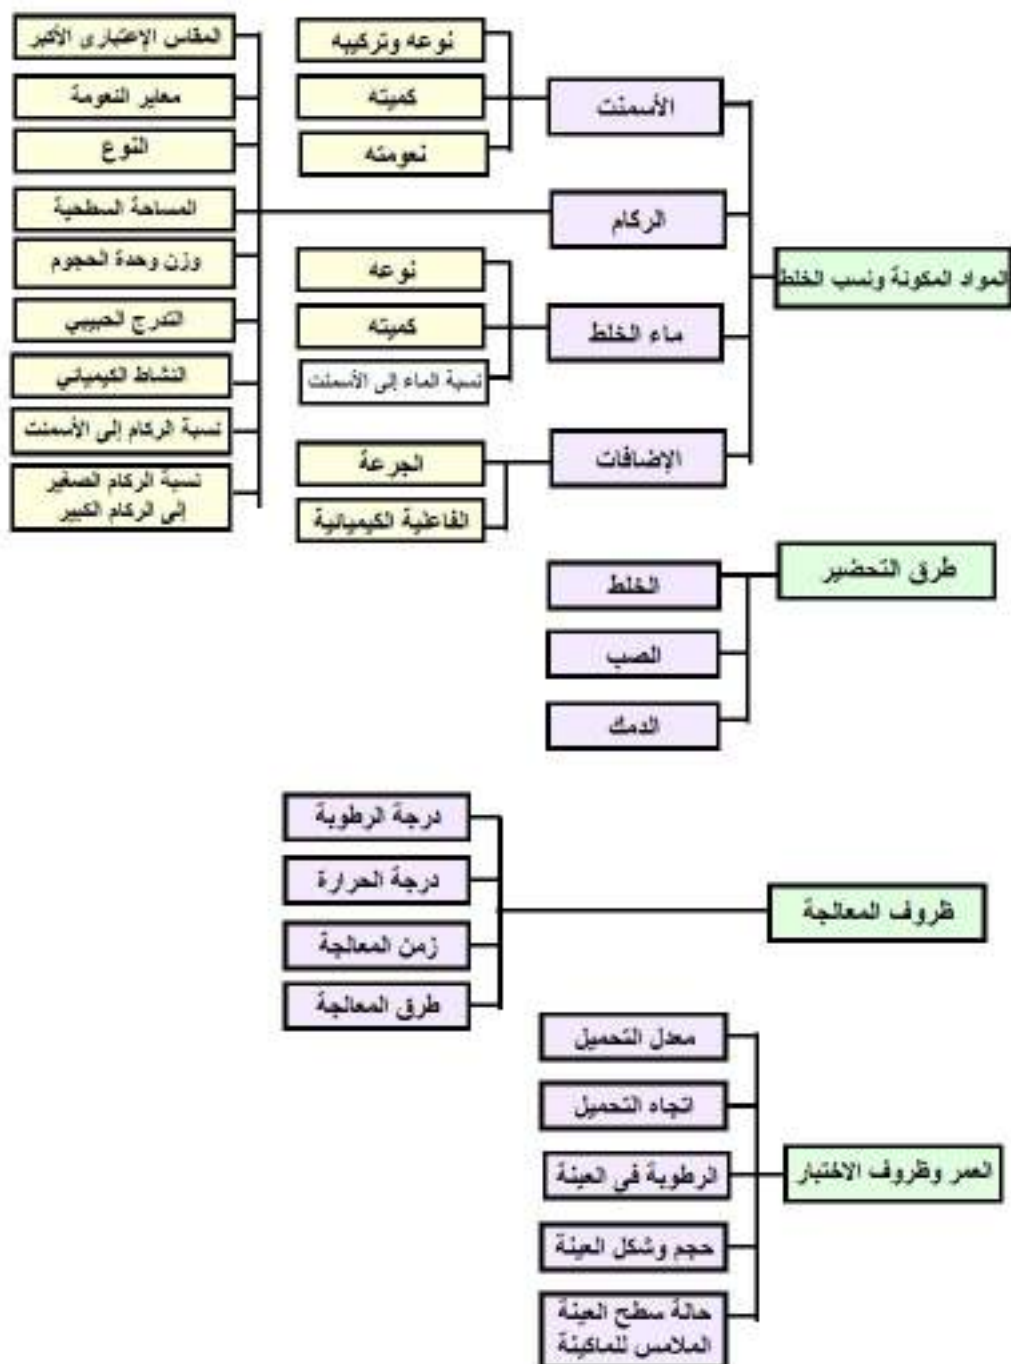 المواد المكونة ونسب الخلط
الأسمنت
نوعه وتركيبه
كميته
نعومته
الركام
المقاس الإعتبارى الأكبر
معاير النعومة
النوع
المساحة السطحية
وزن وحدة الحجوم
التدرج الحبيبي
النشاط الكيميائي
نسبة الركام إلى الأسمنت
نسبة الركام الصغير
إلى الركام الكبير
ماء الخلط
نوعه
كميته
نسبة الماء إلى الأسمنت
الإضافات
الجرعة
الفاعلية الكيميائية
طرق التحضير
الخلط
الصب
الدمك
ظروف المعالجة
درجة الرطوبة
درجة الحرارة
زمن المعالجة
طرق المعالجة
العمر وظروف الاختبار
معدل التحميل
اتجاه التحميل
الرطوبة فى العينة
حجم وشكل العينة
حالة سطح العينة
الملامس للماكينة